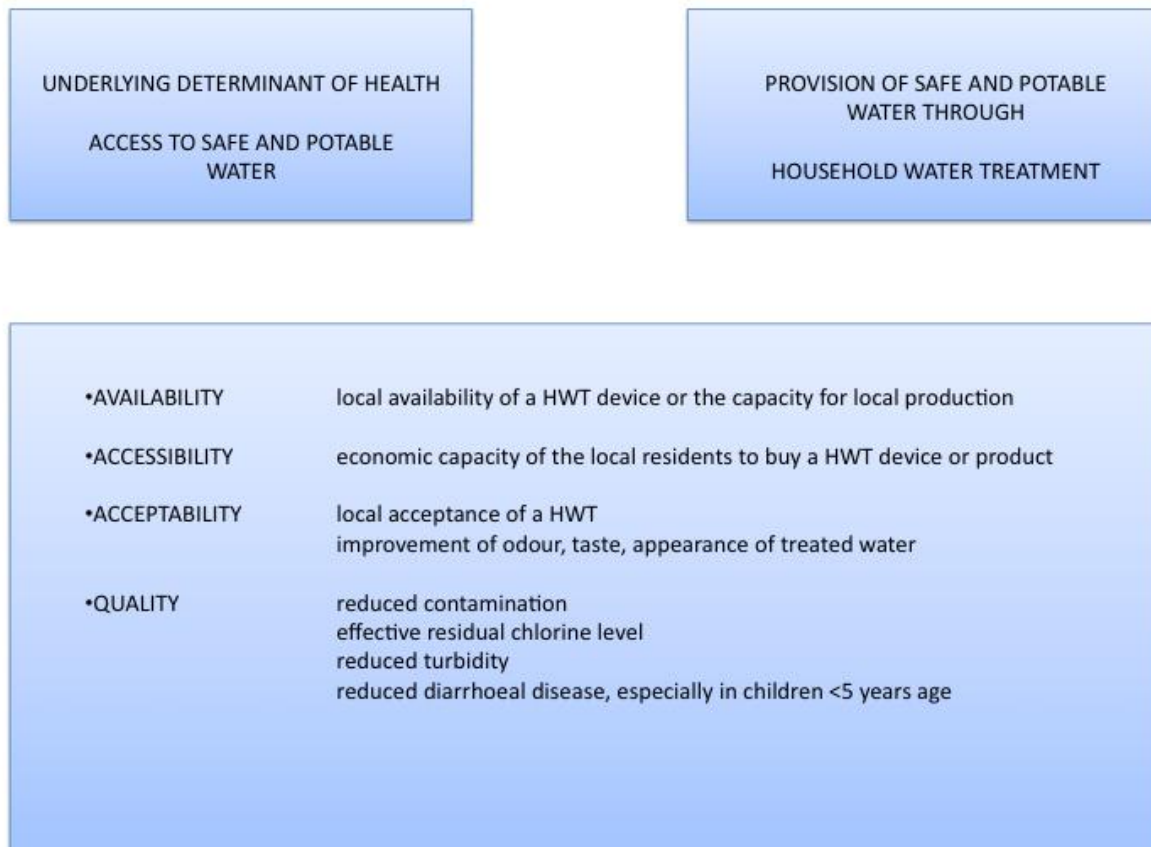 UNDERLYING DETERMINANT OF HEALTH
ACCESS TO SAFE AND POTABLE
WATER
PROVISION OF SAFE AND POTABLE
WATER THROUGH
HOUSEHOLD WATER TREATMENT
•AVAILABILITY local availability of a HWT device or the capacity for local production
•ACCESSIBILITY economic capacity of the local residents to buy a HWT device or product
•ACCEPTABILITY local acceptance of a HWT
improvement of odour, taste, appearance of treated water
•QUALITY reduced contamination
effective residual chlorine level
reduced turbidity
reduced diarrhoeal disease, especially in children <5 years age